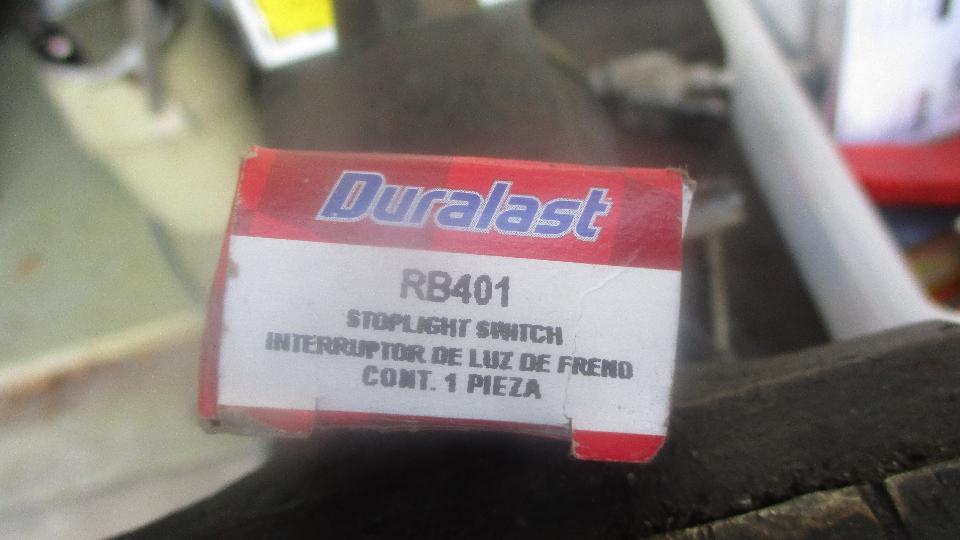 Duralast
RB401
STOPLIGHT SWITCH
INTERRUPTOR DE LUZ DE FRENO
CONT. 1 PIEZA